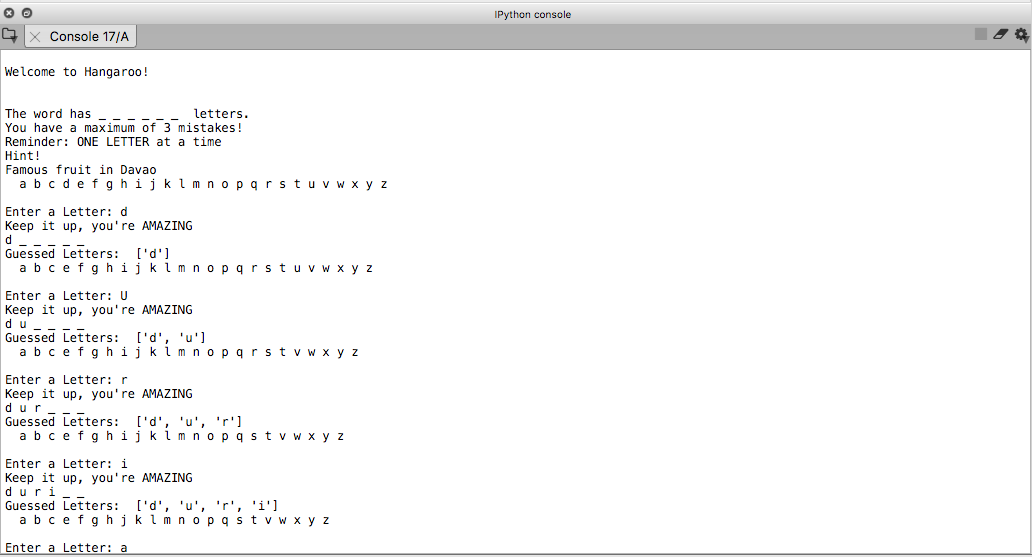 IPython console
Console 17/A
Welcome to Hangaroo!
The word has _ _ _ _ _ _  letters.
You have a maximum of 3 mistakes!
Reminder: ONE LETTER at a time
Hint!
Famous fruit in Davao
a b c d e f g h i j k l m n o p q r s t u v w x y z
Enter a Letter: d
Keep it up, you're AMAZING
d _ _ _ _ _
Guessed Letters:  ['d']
a b c e f g h i j k l m n o p q r s t u v w x y z
Enter a Letter: U
Keep it up, you're AMAZING
d u _ _ _ _
Guessed Letters:  ['d', 'u']
a b c e f g h i j k l m n o p q r s t v w x y z
Enter a Letter: r
Keep it up, you're AMAZING
d u r _ _ _
Guessed Letters:  ['d', 'u', 'r']
a b c e f g h i j k l m n o p q s t v w x y z
Enter a Letter: i
Keep it up, you're AMAZING
d u r i _ _
Guessed Letters:  ['d', 'u', 'r', 'i']
a b c e f g h j k l m n o p q s t v w x y z
Enter a Letter: a